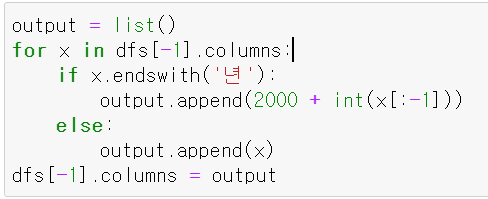 output = list()
for x in dfs[-1].columns:
    if x.endswith('년'):
        output.append(2000 + int(x[:-1]))
    else:
        output.append(x)
dfs[-1].columns = output